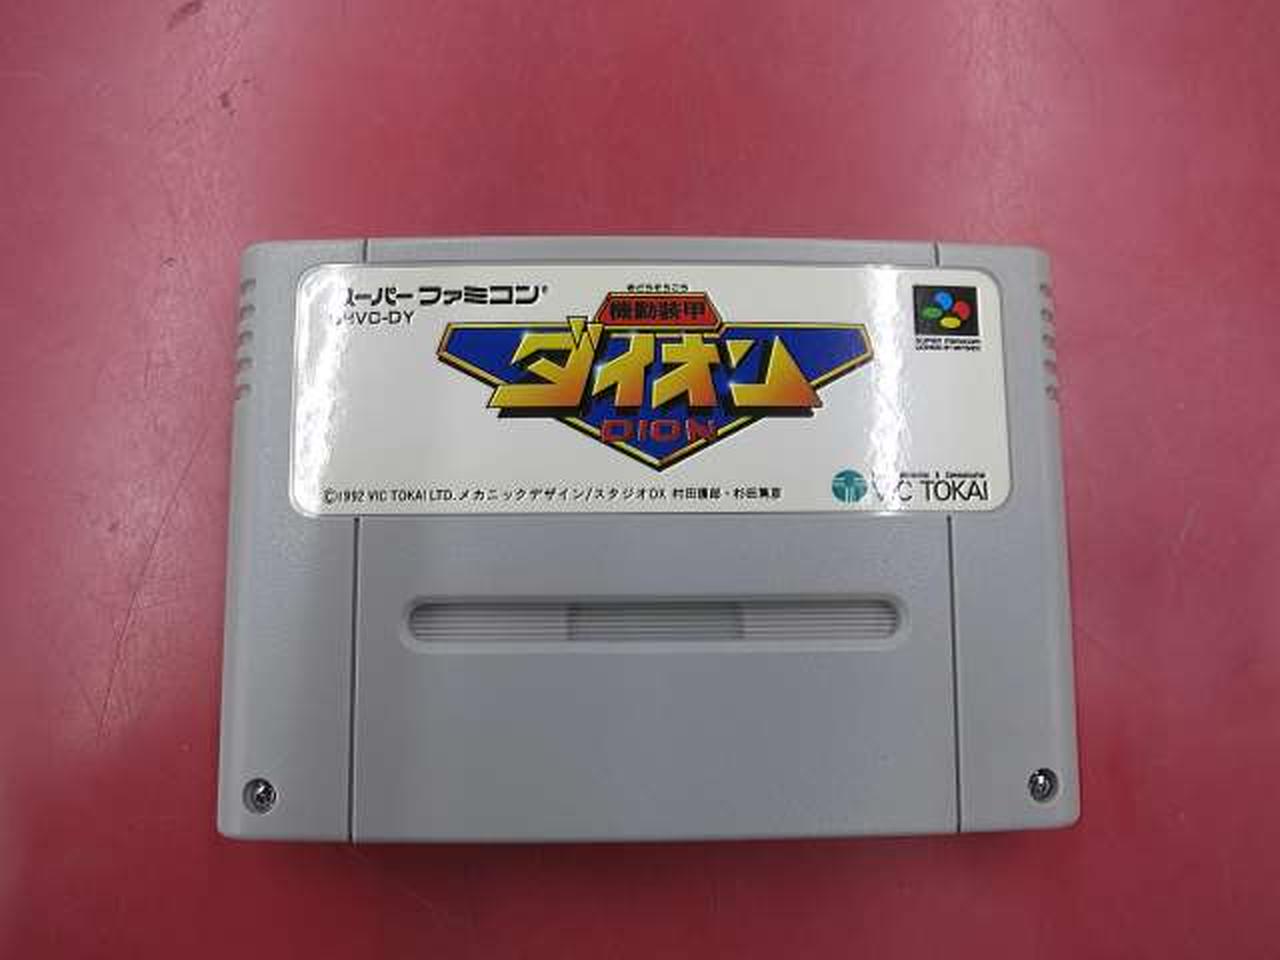 スーパーファミコン
SHVC-DY
きどうそうこう
機動装甲
ダイオン
DION
©1992 VIC TOKAI LTD. メカニックデザイン/スタジオOX 村田護郎・杉田篤彦
VIC TOKAI